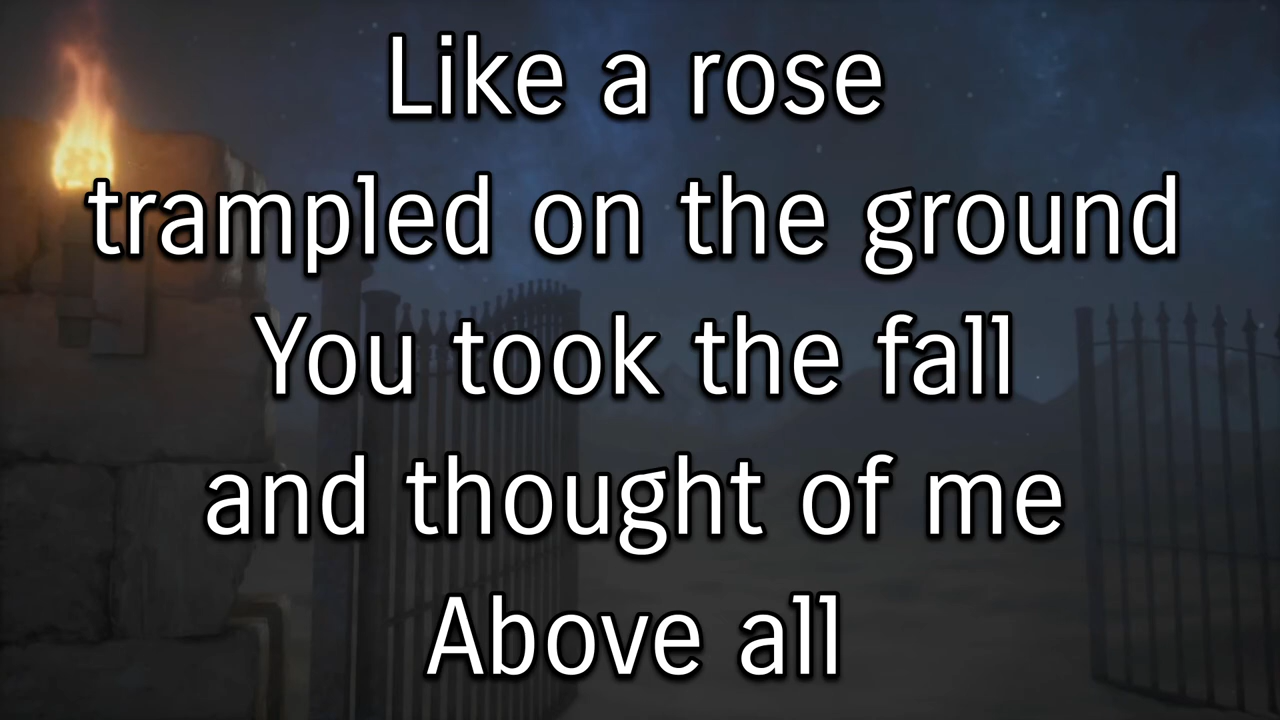 Like a rose
trampled on the ground
You took the fall
and thought of me
Above all